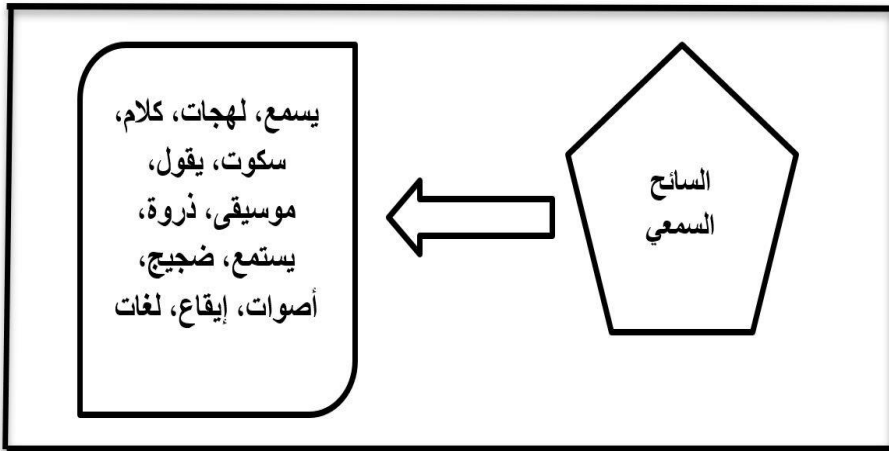 السائح
السمعي
يسمع، لهجات، كلام،
سكوت، يقول،
موسيقى، ذروة،
يستمع، ضجيج،
أصوات، إيقاع، لغات